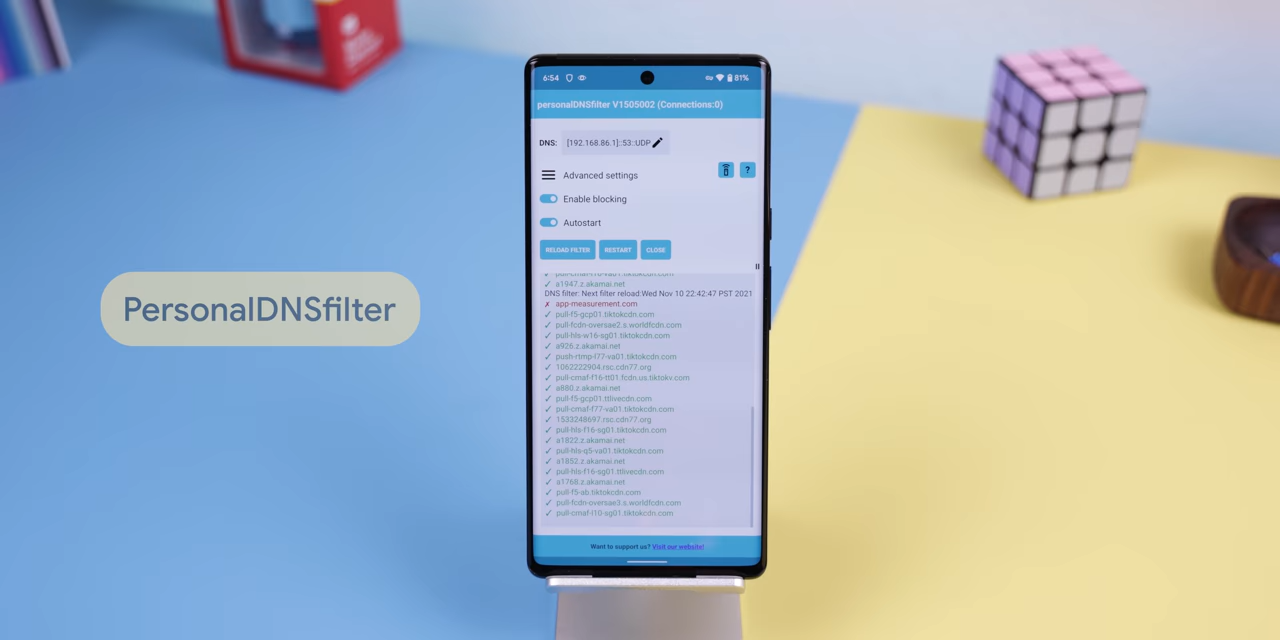 PersonalDNSfilter
6:54
81%
personalDNSfilter V1505002 (Connections:0)
DNS: [192.168.86.1]::53::UDP
Advanced settings
?
Enable blocking
Autostart
RELOAD FILTER RESTART CLOSE
✓ a1947.z.akamai.net
DNS filter: Next filter reload:Wed Nov 10 22:42:47 PST 2021
✗ app-measurement.com
✓ pull-f5-gcp01.tiktokcdn.com
✓ pull-fcdn-oversae2.s.worldfcdn.com
✓ pull-hls-w16-sg01.tiktokcdn.com
✓ a926.z.akamai.net
✓ push-rtmp-f77-va01.tiktokcdn.com
✓ 1062222904.rsc.cdn77.org
✓ pull-cmaf-f16-tt01.fcdn.us.tiktokv.com
✓ a880.z.akamai.net
✓ pull-f5-gcp01.ttlivecdn.com
✓ pull-cmaf-f77-va01.tiktokcdn.com
✓ 1533248697.rsc.cdn77.org
✓ pull-hls-f16-sg01.tiktokcdn.com
✓ a1822.z.akamai.net
✓ pull-hls-q5-va01.tiktokcdn.com
✓ a1852.z.akamai.net
✓ pull-hls-f16-sg01.ttlivecdn.com
✓ a1768.z.akamai.net
✓ pull-f5-ab.tiktokcdn.com
✓ pull-fcdn-oversae3.s.worldfcdn.com
✓ pull-cmaf-l10-sg01.tiktokcdn.com
Want to support us? Visit our website!